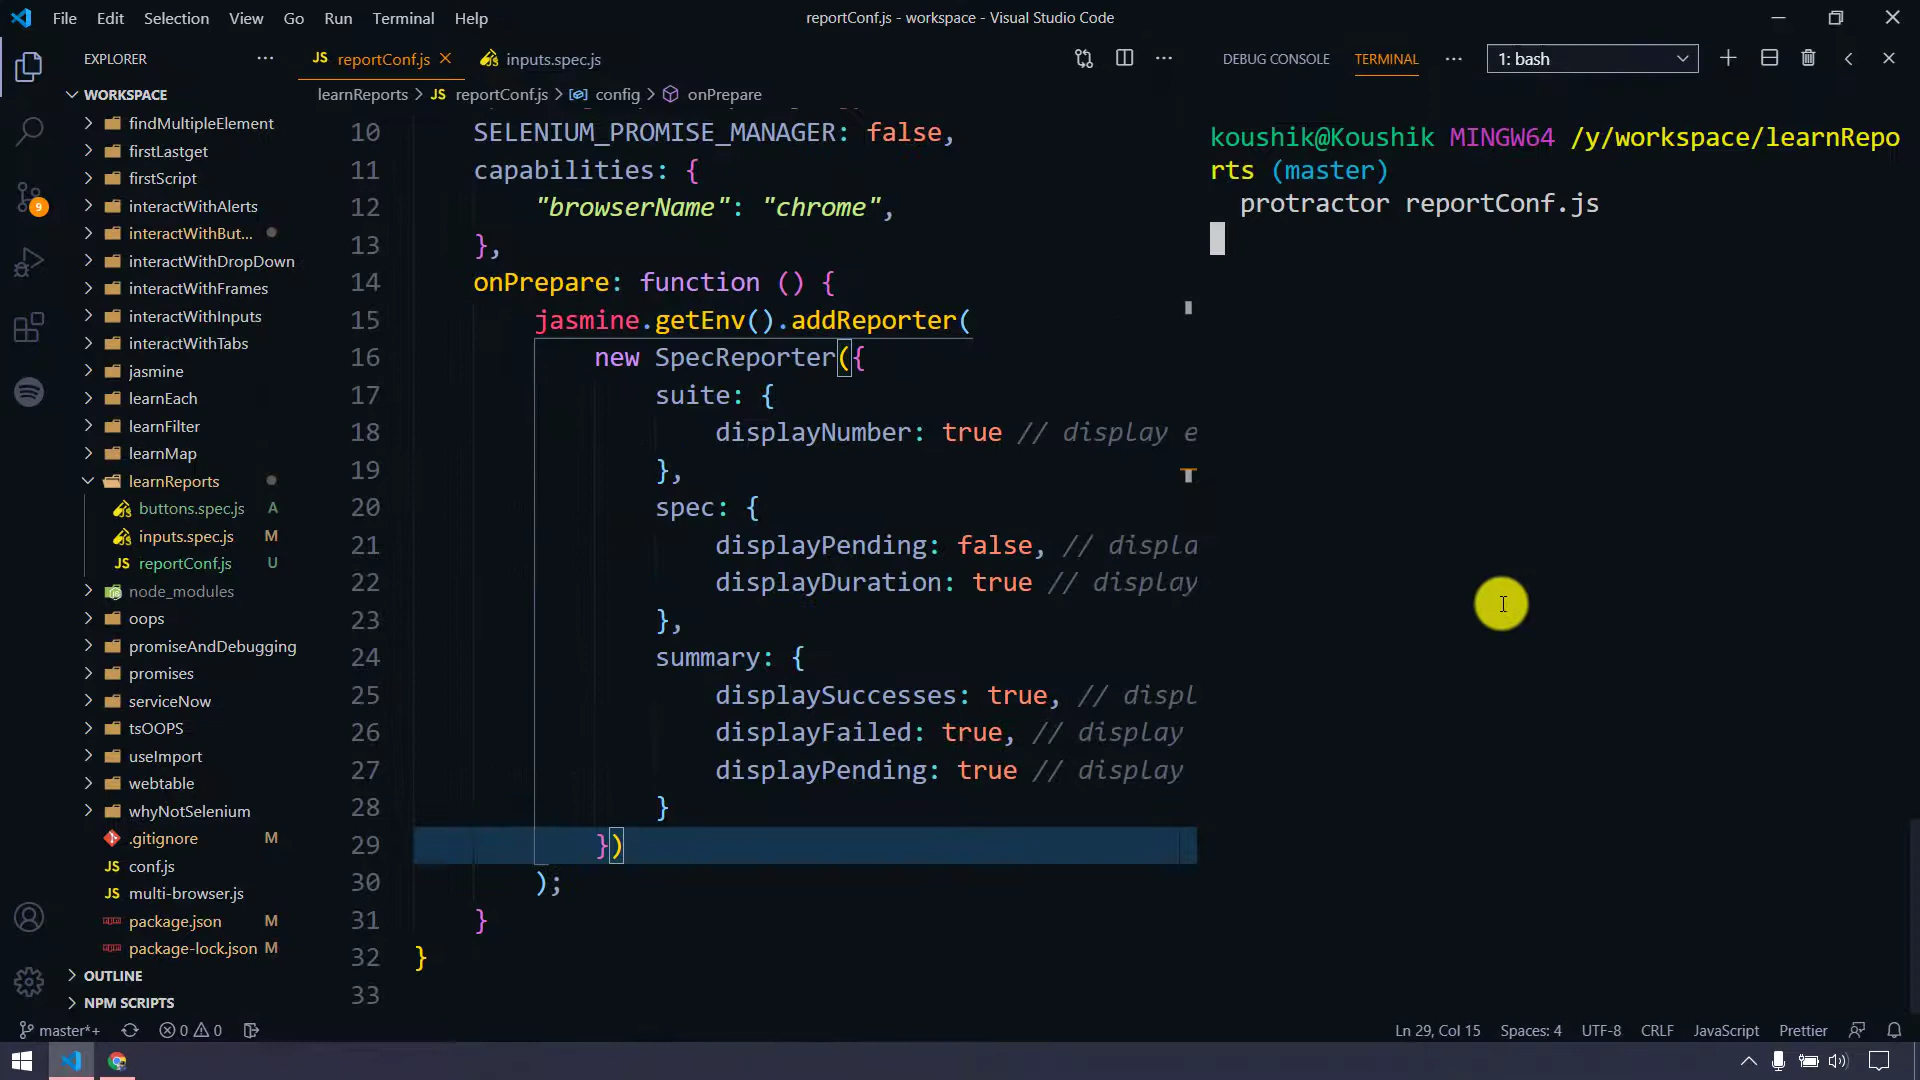 File Edit Selection View Go Run Terminal Help
reportConf.js - workspace - Visual Studio Code
EXPLORER
WORKSPACE
findMultipleElement
firstLastget
firstScript
interactWithAlerts
interactWithBut...
interactWithDropDown
interactWithFrames
interactWithInputs
interactWithTabs
jasmine
learnEach
learnFilter
learnMap
learnReports
buttons.spec.js A
inputs.spec.js M
JS reportConf.js U
node_modules
oops
promiseAndDebugging
promises
serviceNow
tsOOPS
useImport
webtable
whyNotSelenium
.gitignore M
JS conf.js
JS multi-browser.js
package.json M
package-lock.json M
OUTLINE
NPM SCRIPTS
9
JS reportConf.js
inputs.spec.js
learnReports > JS reportConf.js > config > onPrepare
10 SELENIUM_PROMISE_MANAGER: false,
11 capabilities: {
12 "browserName": "chrome",
13 },
14 onPrepare: function () {
15 jasmine.getEnv().addReporter(
16 new SpecReporter({
17 suite: {
18 displayNumber: true // display e
19 },
20 spec: {
21 displayPending: false, // displa
22 displayDuration: true // display
23 },
24 summary: {
25 displaySuccesses: true, // displ
26 displayFailed: true, // display
27 displayPending: true // display
28 }
29 })
30 );
31 }
32 }
33
DEBUG CONSOLE TERMINAL 1: bash
koushik@Koushik MINGW64 /y/workspace/learnRepo
rts (master)
protractor reportConf.js
master*+ 0 0
Ln 29, Col 15 Spaces: 4 UTF-8 CRLF JavaScript Prettier